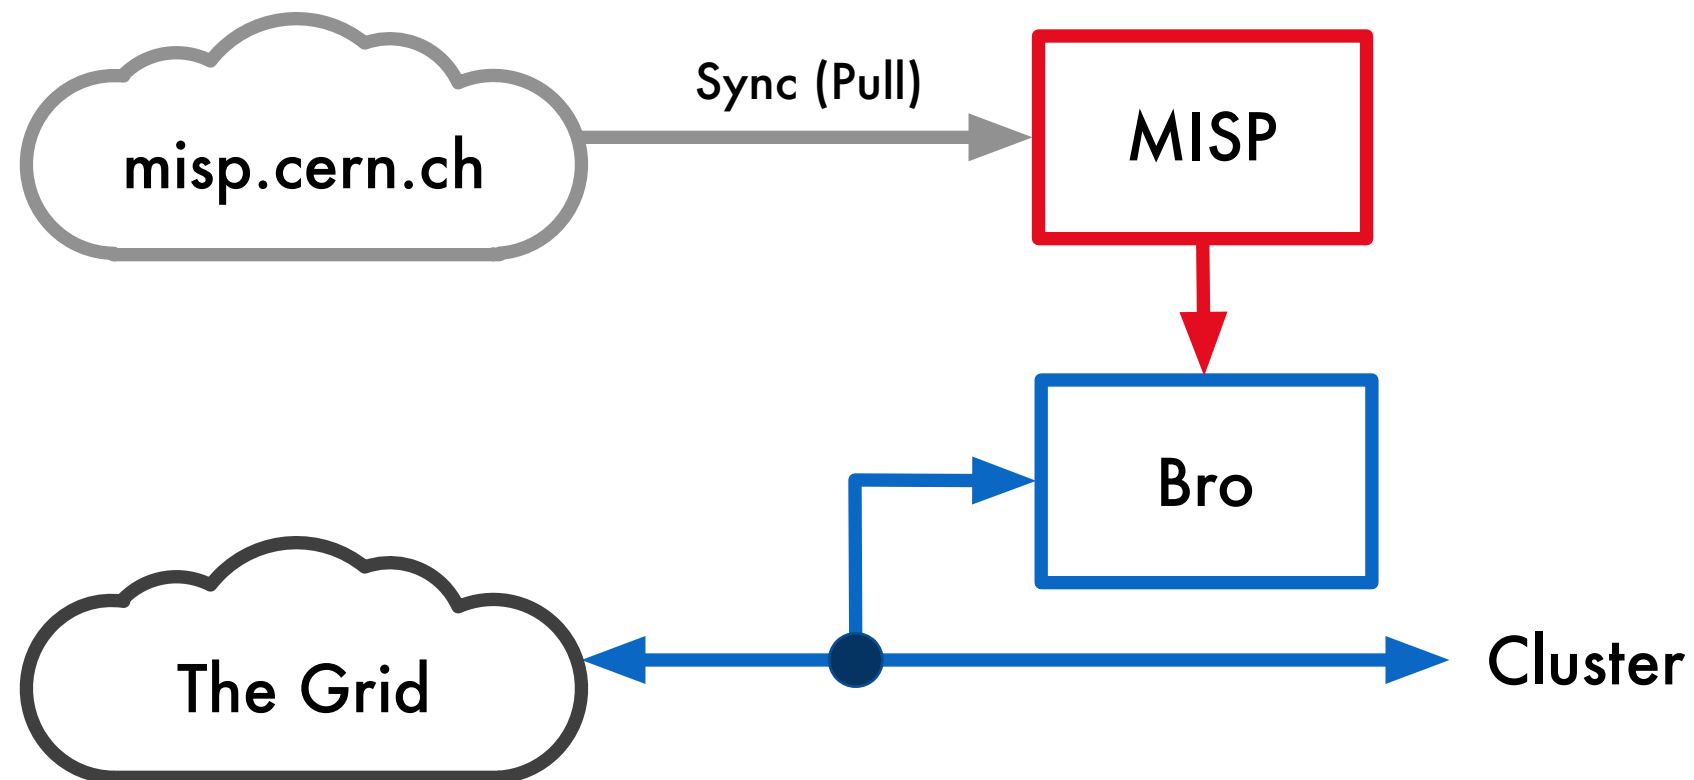 Sync (Pull)
misp.cern.ch
MISP
Bro
The Grid
Cluster